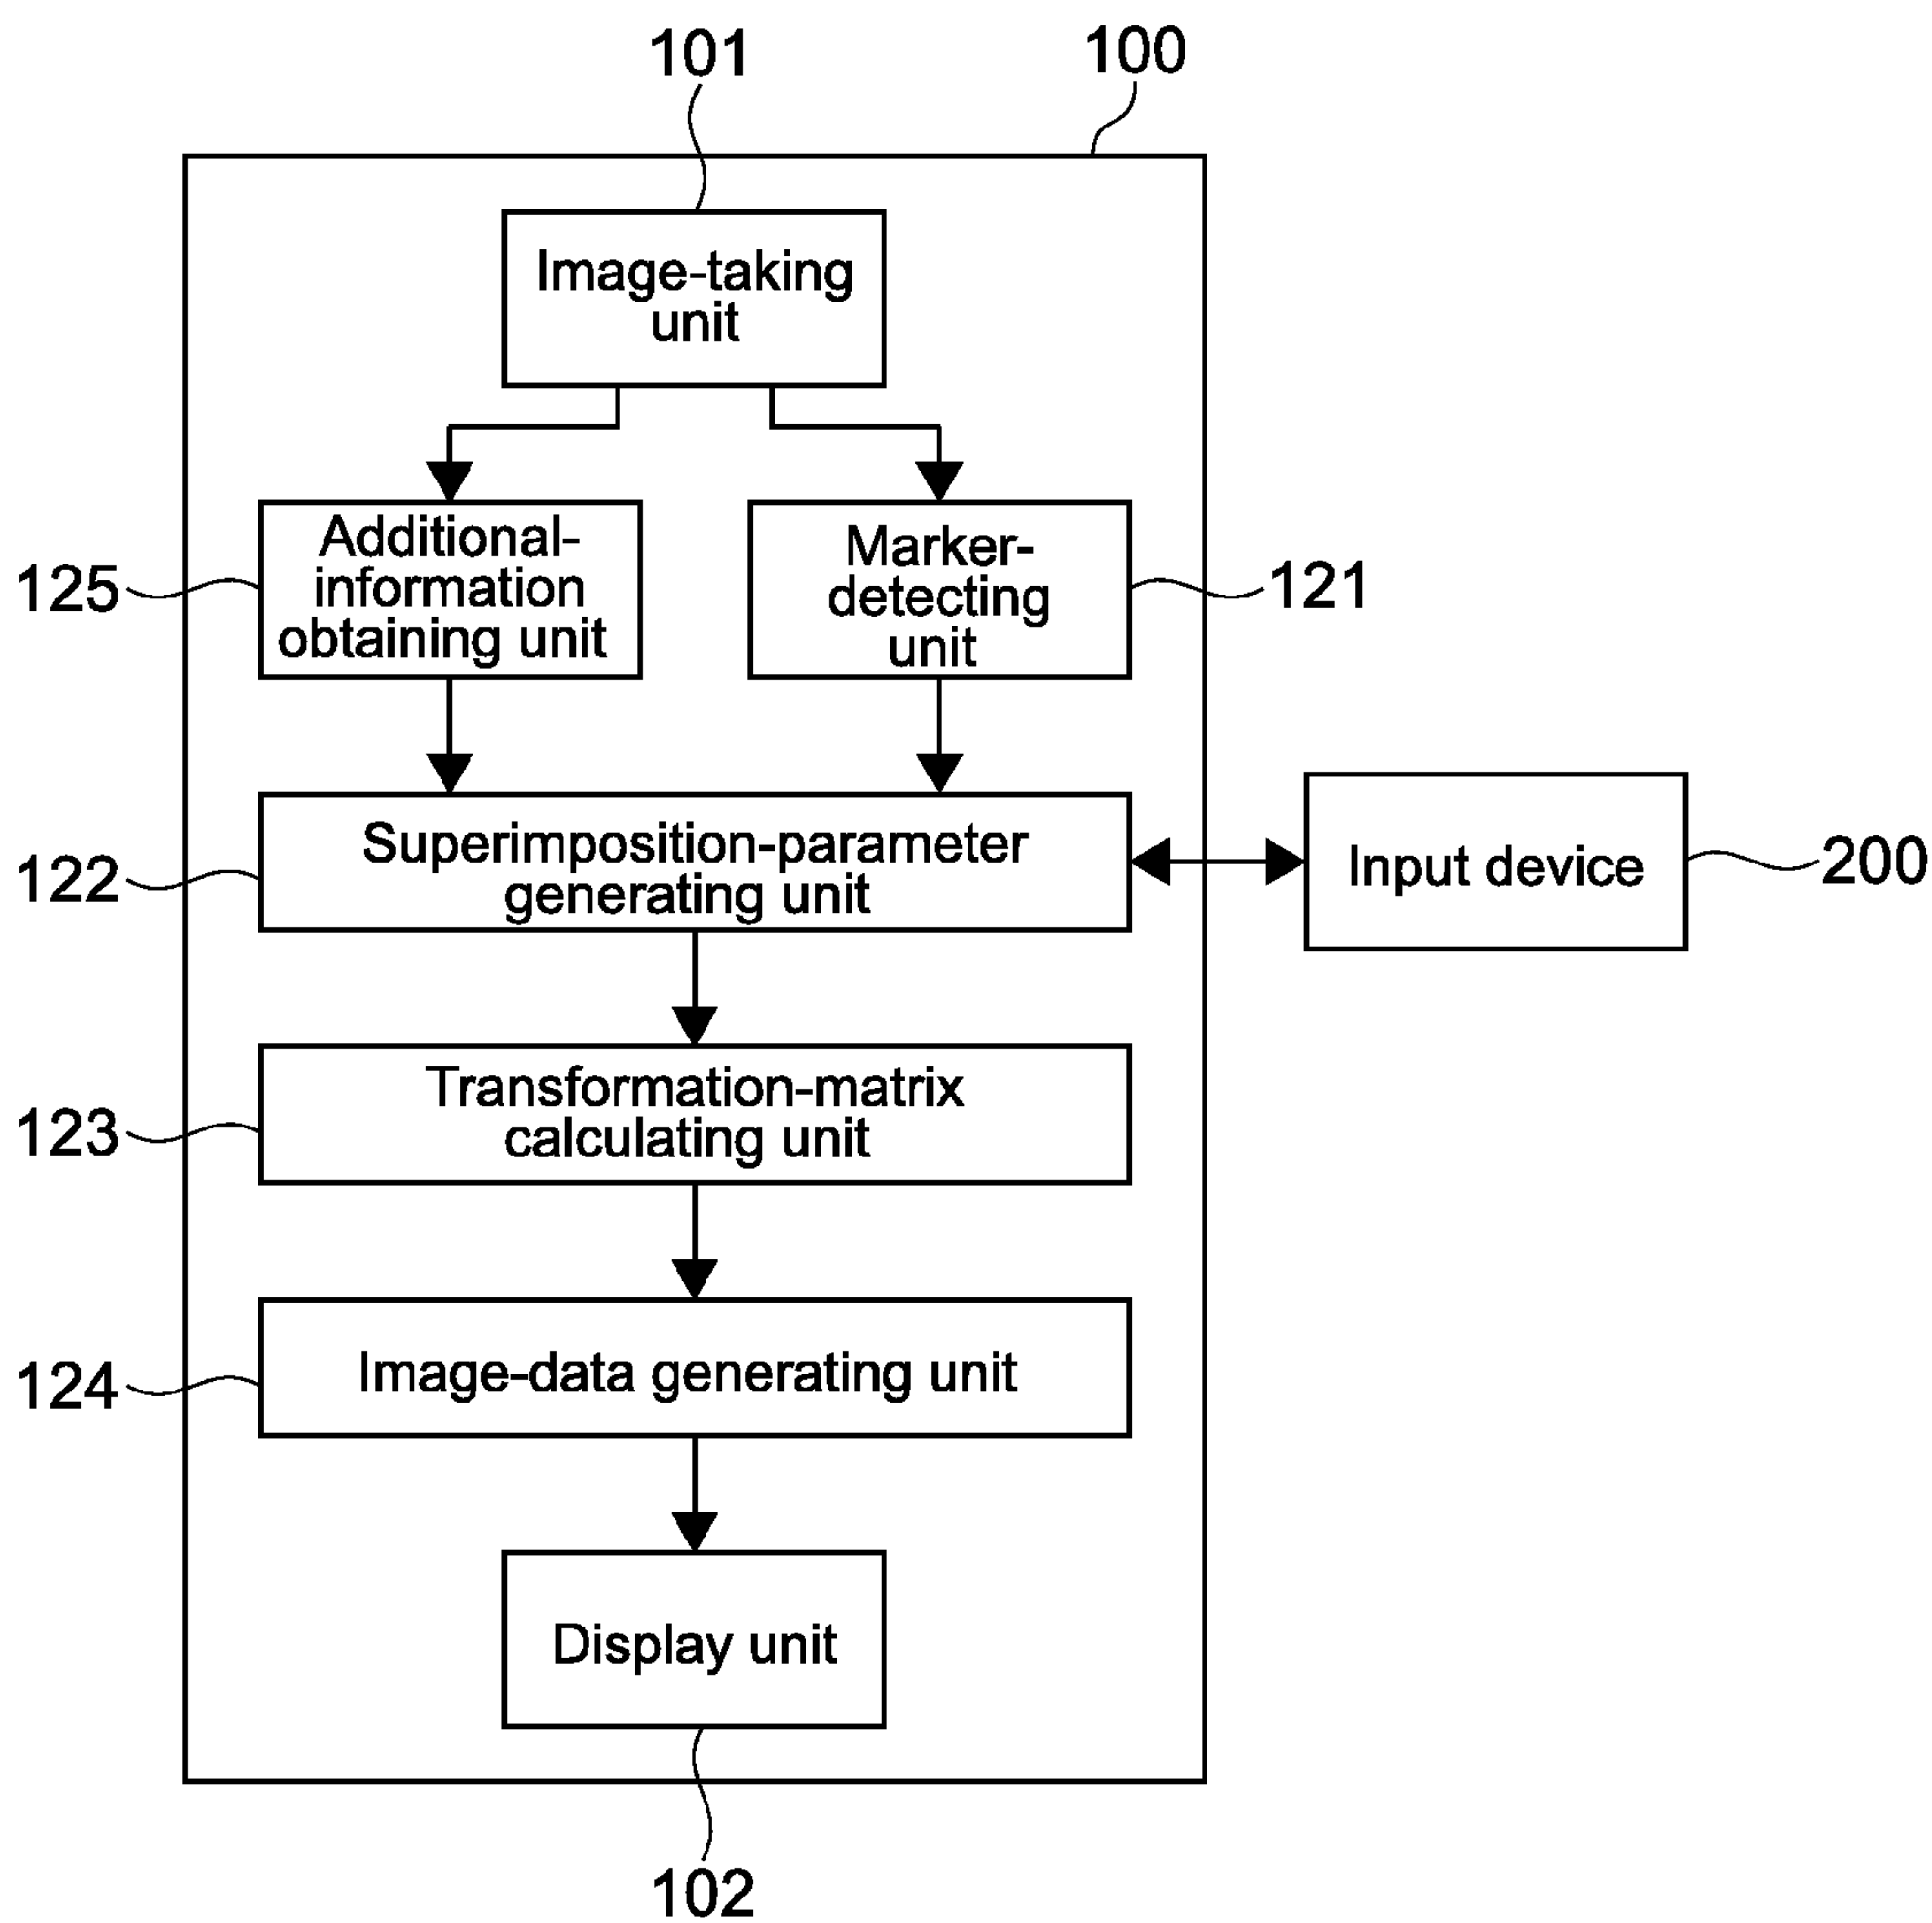 101
100
Image-taking
unit
Additional-
information
obtaining unit
125
Marker-
detecting
unit
121
Superimposition-parameter
generating unit
122
Input device
200
Transformation-matrix
calculating unit
123
Image-data generating unit
124
Display unit
102